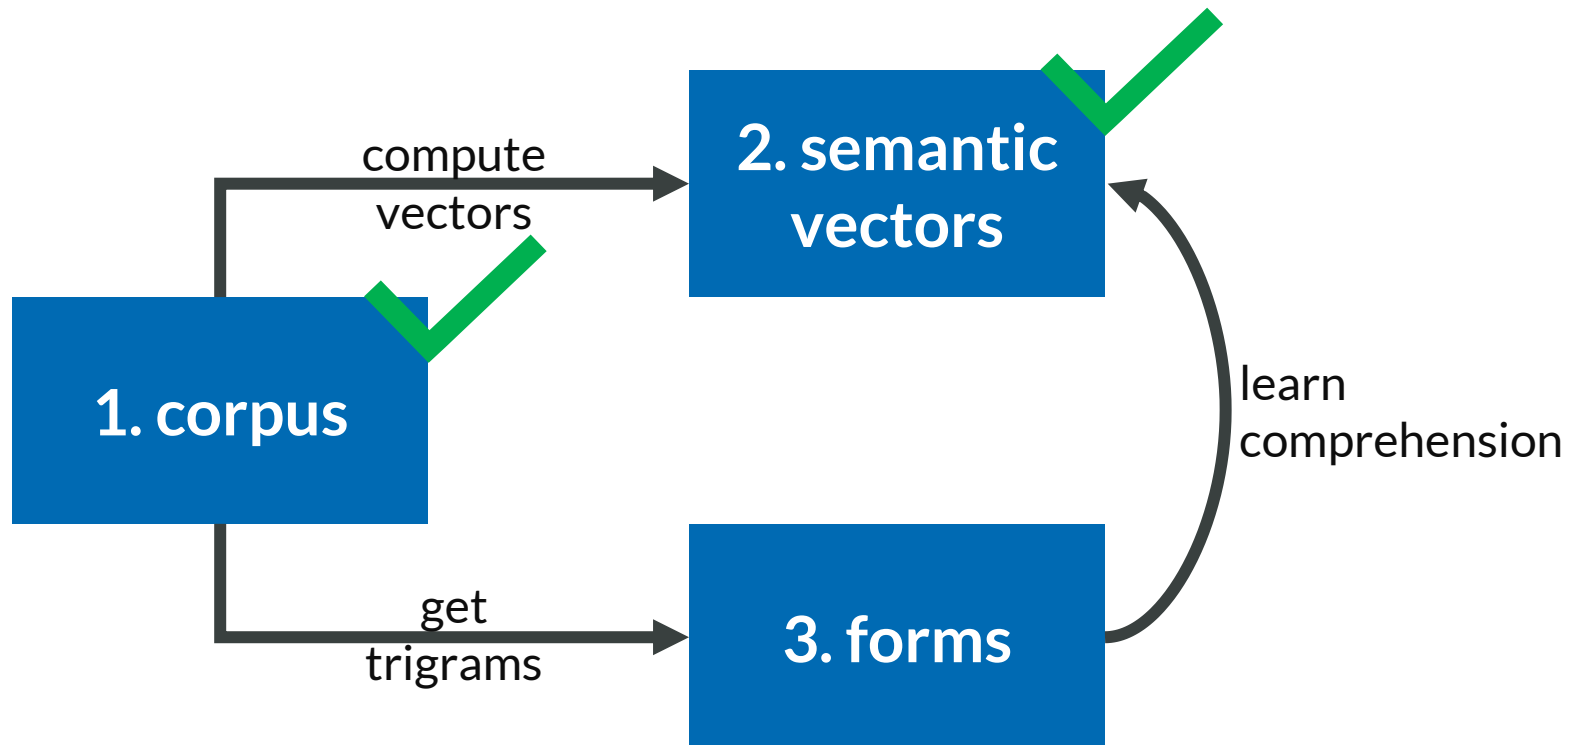 compute
vectors
2. semantic
vectors
1. corpus
learn
comprehension
get
trigrams
3. forms